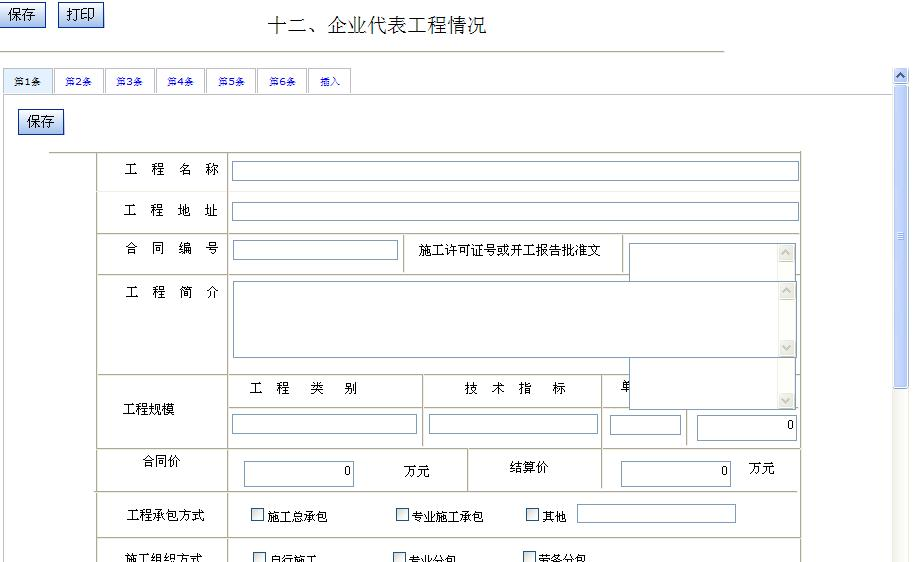 保存 打印
十二、企业代表工程情况
第1条 第2条 第3条 第4条 第5条 第6条 插入
保存
工 程 名 称
工 程 地 址
合 同 编 号 施工许可证号或开工报告批准文
工 程 简 介
工程规模 工 程 类 别 技 术 指 标
0
合同价 0 万元 结算价 0 万元
工程承包方式 施工总承包 专业施工承包 其他
施工组织方式 自行施工 专业分包 劳务分包